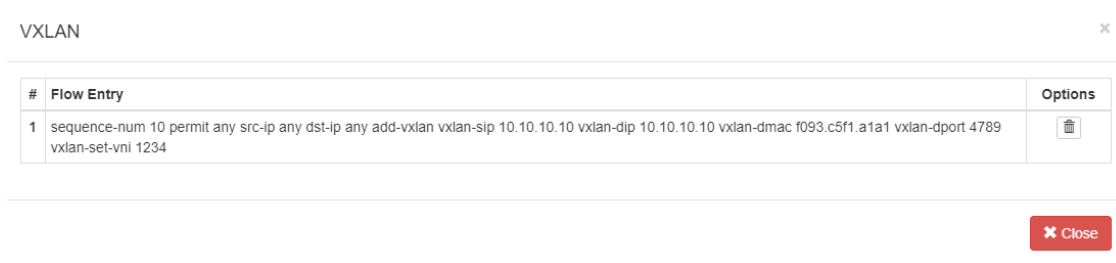 VXLAN
×
# Flow Entry Options
1 sequence-num 10 permit any src-ip any dst-ip any add-vxlan vxlan-sip 10.10.10.10 vxlan-dip 10.10.10.10 vxlan-dmac f093.c5f1.a1a1 vxlan-dport 4789
vxlan-set-vni 1234
✖ Close